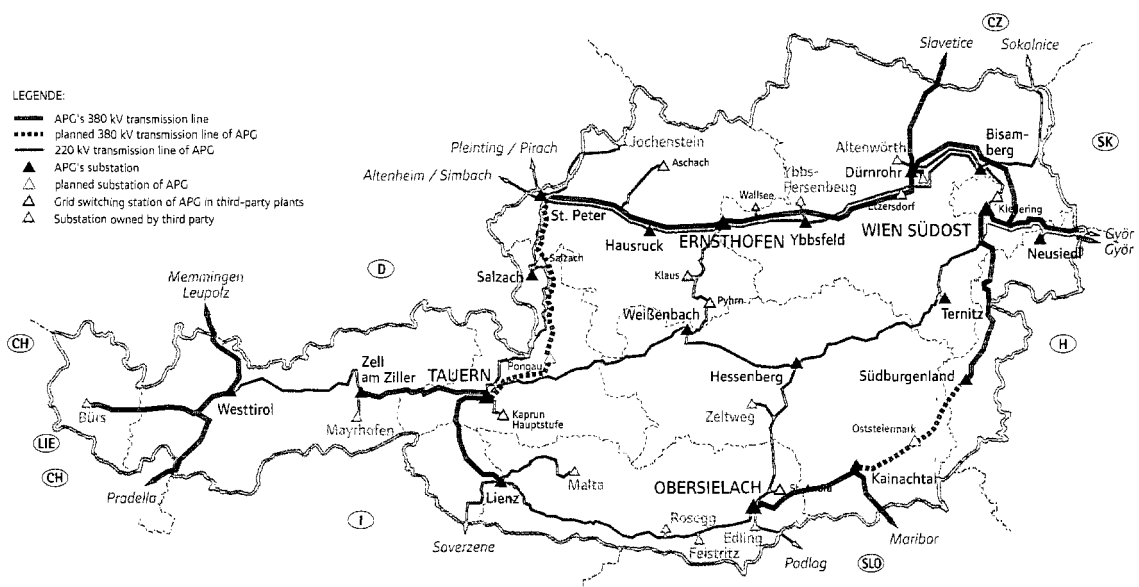 CZ
Slavetice
Sokolnice
LEGENDE:
APG's 380 kV transmission line
planned 380 kV transmission line of APG
220 kV transmission line of APG
APG's substation
planned substation of APG
Grid switching station of APG in third-party plants
Substation owned by third party
Jochenstein
Pleinting / Pirach
Aschach
Altenheim / Simbach
Altenwörth
Dürnrohr
Bisam-
berg
SK
Ybbs-
Persenbeug
Wallsee
Etzersdorf
St. Peter
Hausruck
ERNSTHOFEN
Ybbsfeld
WIEN SÜDOST
Neusiedl
Györ
Györ
D
Salzach
Salzach
Klaus
Pyhrn
Memmingen
Leupolz
Weißenbach
Ternitz
H
CH
Zell
am Ziller
TAUERN
Pongau
Hessenberg
Südburgenland
Bürs
Westtirol
Mayrhofen
Kaprun
Hauptstufe
Zeltweg
Oststeiermark
LIE
CH
Pradella
Lienz
Malta
OBERSIELACH
Kainachtal
I
Soverzene
Rosegg
Feistritz
Edling
Podlog
SLO
Maribor